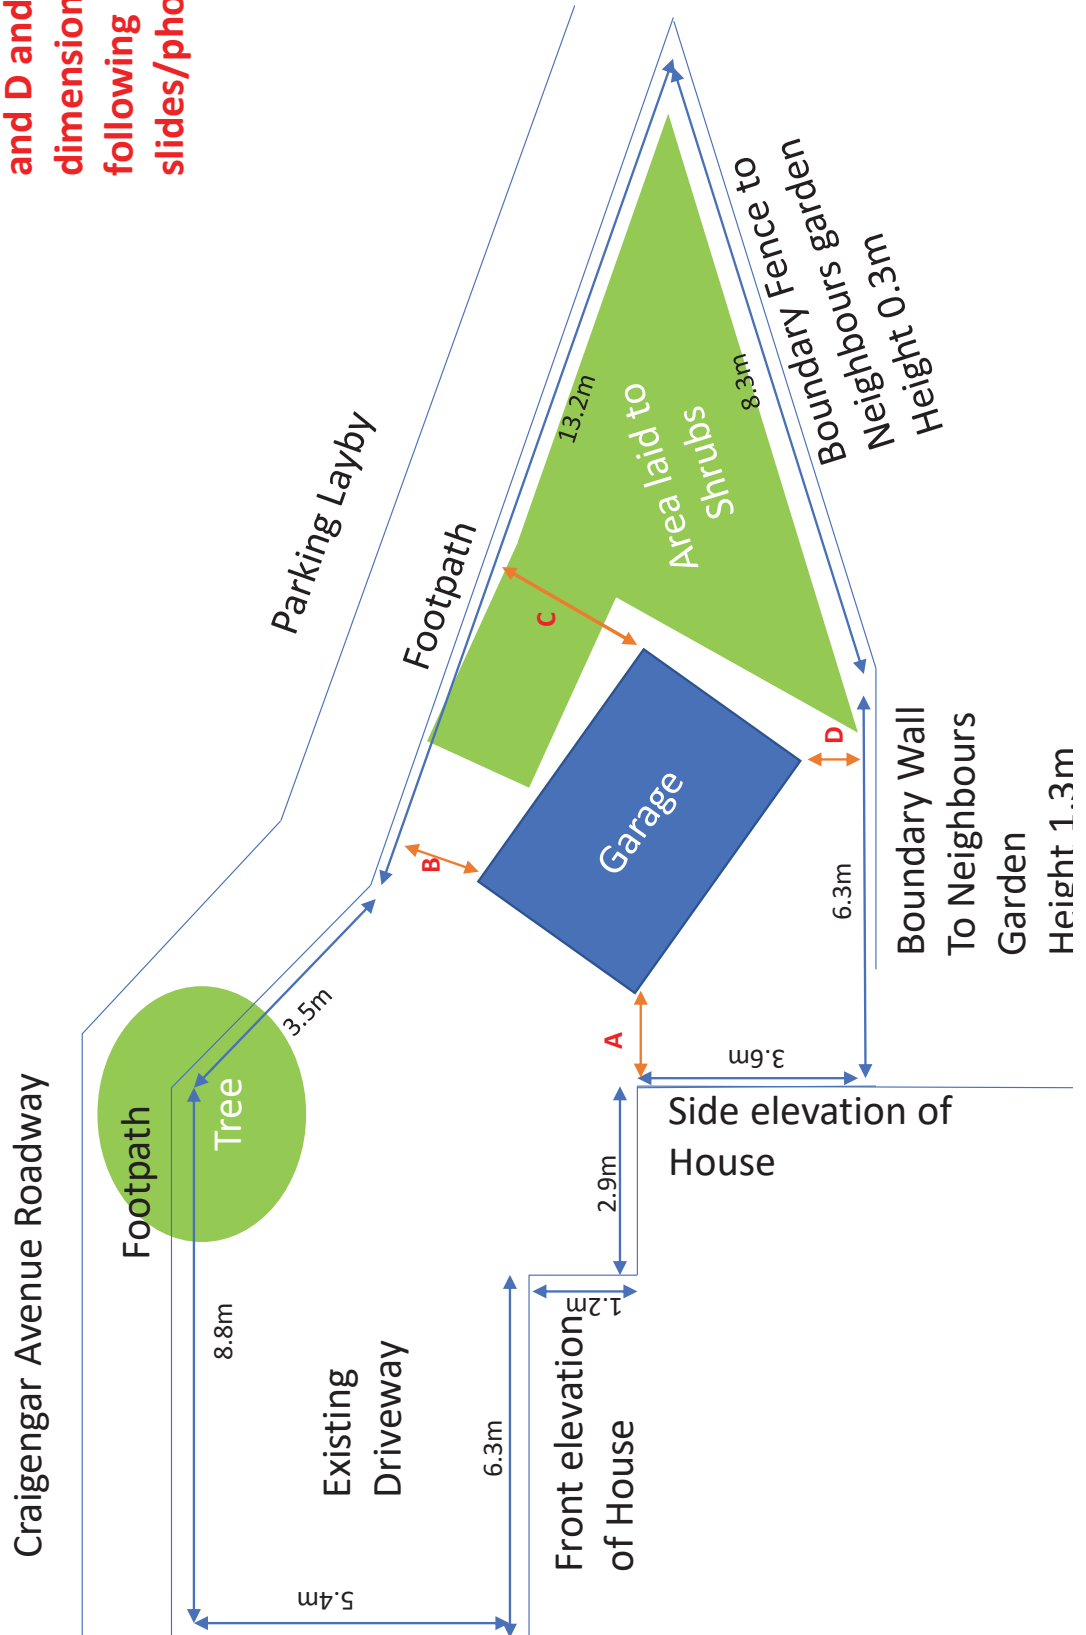 and D and
dimension
following
slides/pho
Craigengar Avenue Roadway
Footpath
Tree
Parking Layby
Footpath
3.5m
8.8m
13.2m
Area laid to
Shrubs
8.3m
Boundary Fence to
Neighbours garden
Height 0.3m
A
B
C
D
Garage
6.3m
Boundary Wall
To Neighbours
Garden
Height 1.3m
3.6m
Side elevation of
House
2.9m
1.2m
Existing
Driveway
6.3m
Front elevation
of House
5.4m